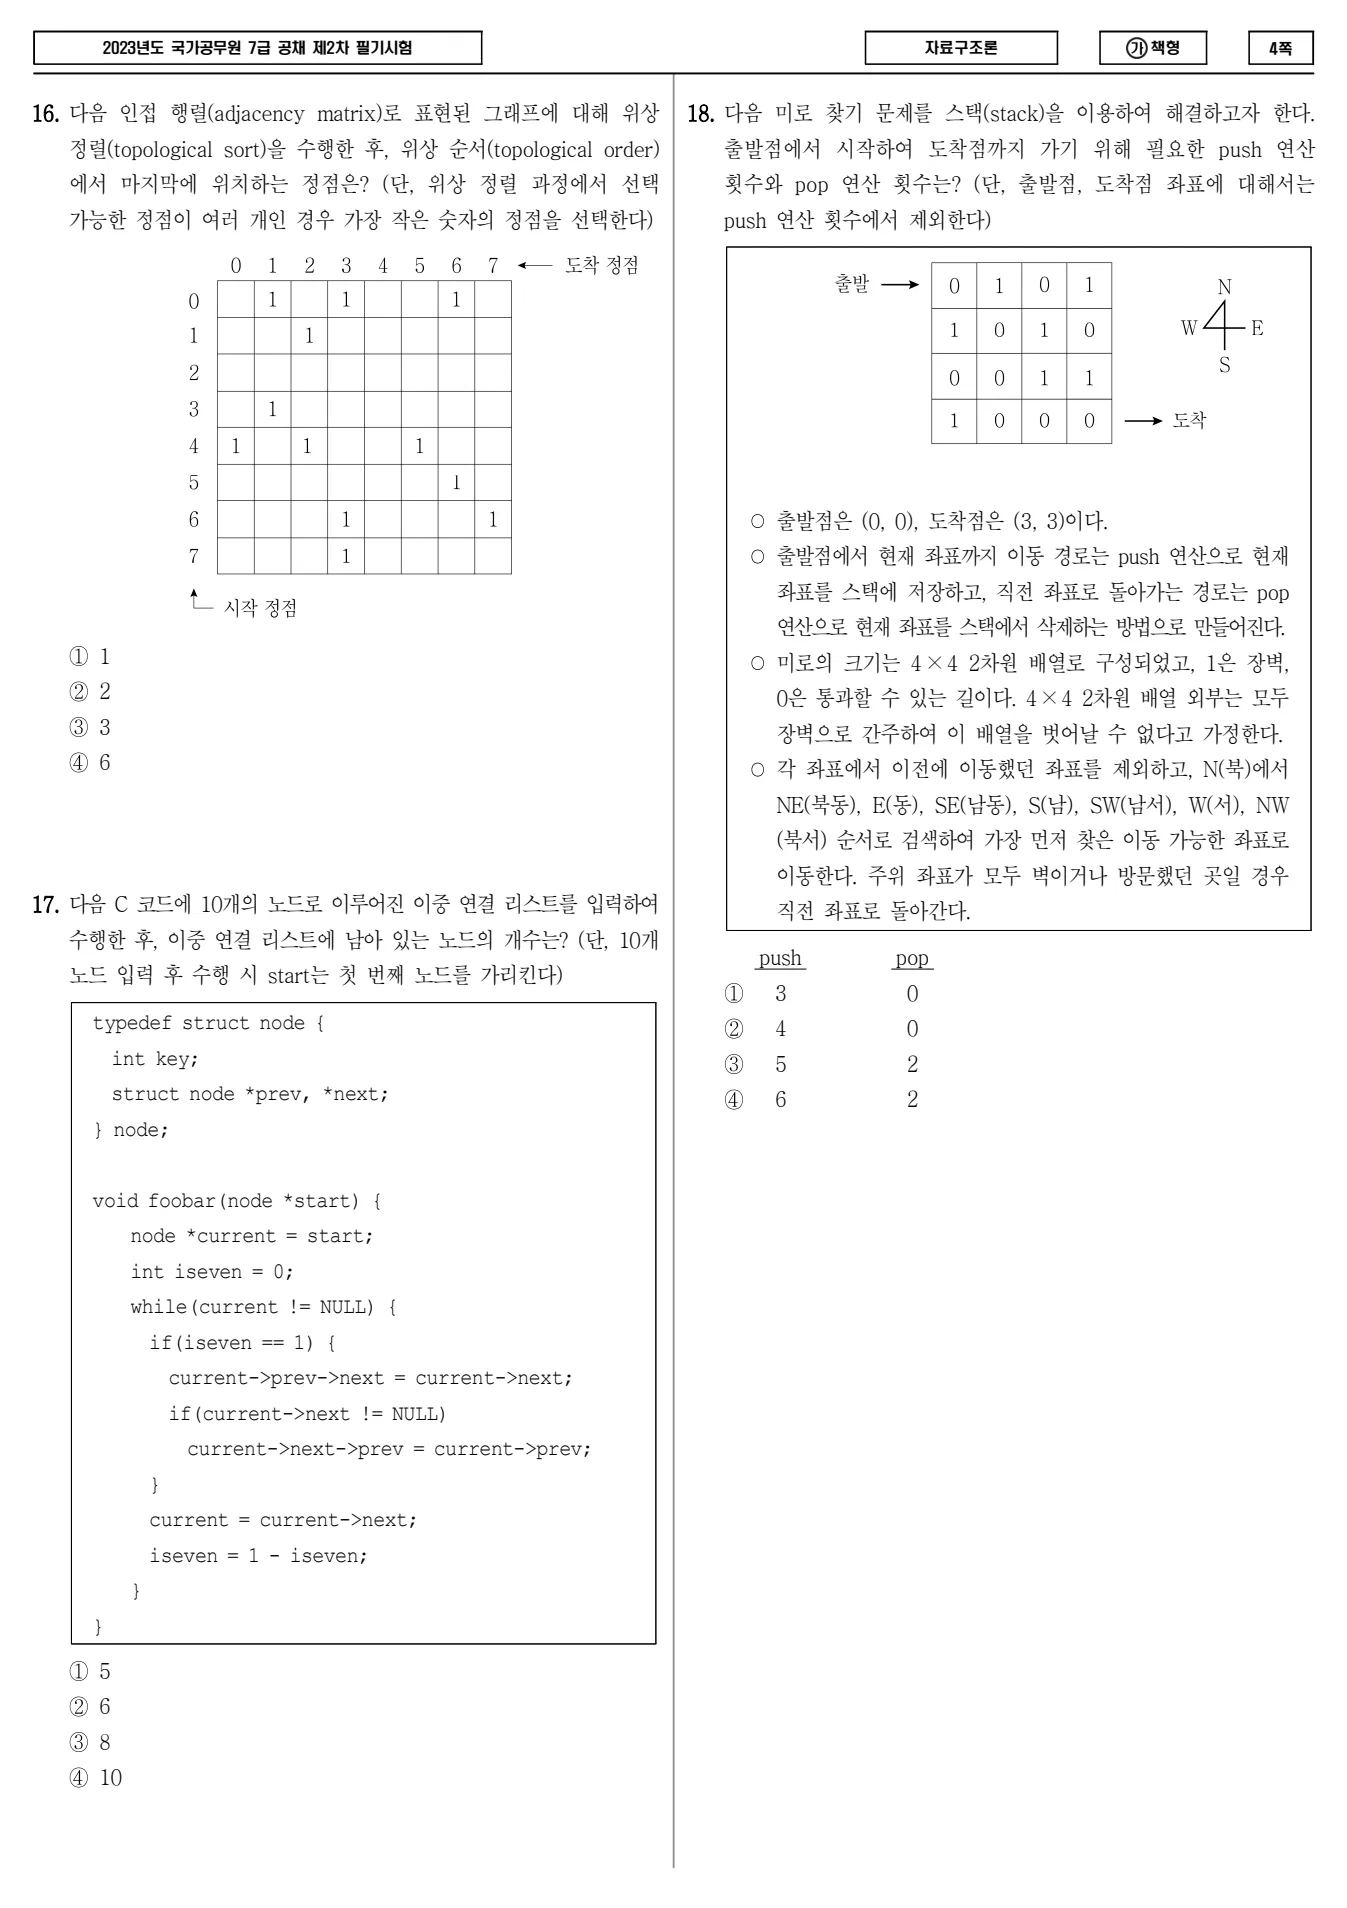 2023년도 국가공무원 7급 공채 제2차 필기시험
자료구조론
㉮ 책형
4쪽
16. 다음 인접 행렬(adjacency matrix)로 표현된 그래프에 대해 위상
정렬(topological sort)을 수행한 후, 위상 순서(topological order)
에서 마지막에 위치하는 정점은? (단, 위상 정렬 과정에서 선택
가능한 정점이 여러 개인 경우 가장 작은 숫자의 정점을 선택한다)
0 1 2 3 4 5 6 7 ← 도착 정점
0 1 1 1
1 1
2
3 1
4 1 1 1
5 1
6 1 1
7 1
시작 정점
① 1
② 2
③ 3
④ 6
17. 다음 C 코드에 10개의 노드로 이루어진 이중 연결 리스트를 입력하여
수행한 후, 이중 연결 리스트에 남아 있는 노드의 개수는? (단, 10개
노드 입력 후 수행 시 start는 첫 번째 노드를 가리킨다)
typedef struct node {
int key;
struct node *prev, *next;
} node;
void foobar(node *start) {
node *current = start;
int iseven = 0;
while(current != NULL) {
if(iseven == 1) {
current->prev->next = current->next;
if(current->next != NULL)
current->next->prev = current->prev;
}
current = current->next;
iseven = 1 - iseven;
}
}
① 5
② 6
③ 8
④ 10
18. 다음 미로 찾기 문제를 스택(stack)을 이용하여 해결하고자 한다.
출발점에서 시작하여 도착점까지 가기 위해 필요한 push 연산
횟수와 pop 연산 횟수는? (단, 출발점, 도착점 좌표에 대해서는
push 연산 횟수에서 제외한다)
출발 → 0 1 0 1
1 0 1 0
0 0 1 1
1 0 0 0 → 도착
N
W E
S
○ 출발점은 (0, 0), 도착점은 (3, 3)이다.
○ 출발점에서 현재 좌표까지 이동 경로는 push 연산으로 현재
좌표를 스택에 저장하고, 직전 좌표로 돌아가는 경로는 pop
연산으로 현재 좌표를 스택에서 삭제하는 방법으로 만들어진다.
○ 미로의 크기는 4×4 2차원 배열로 구성되었고, 1은 장벽,
0은 통과할 수 있는 길이다. 4×4 2차원 배열 외부는 모두
장벽으로 간주하여 이 배열을 벗어날 수 없다고 가정한다.
○ 각 좌표에서 이전에 이동했던 좌표를 제외하고, N(북)에서
NE(북동), E(동), SE(남동), S(남), SW(남서), W(서), NW
(북서) 순서로 검색하여 가장 먼저 찾은 이동 가능한 좌표로
이동한다. 주위 좌표가 모두 벽이거나 방문했던 곳일 경우
직전 좌표로 돌아간다.
push pop
① 3 0
② 4 0
③ 5 2
④ 6 2